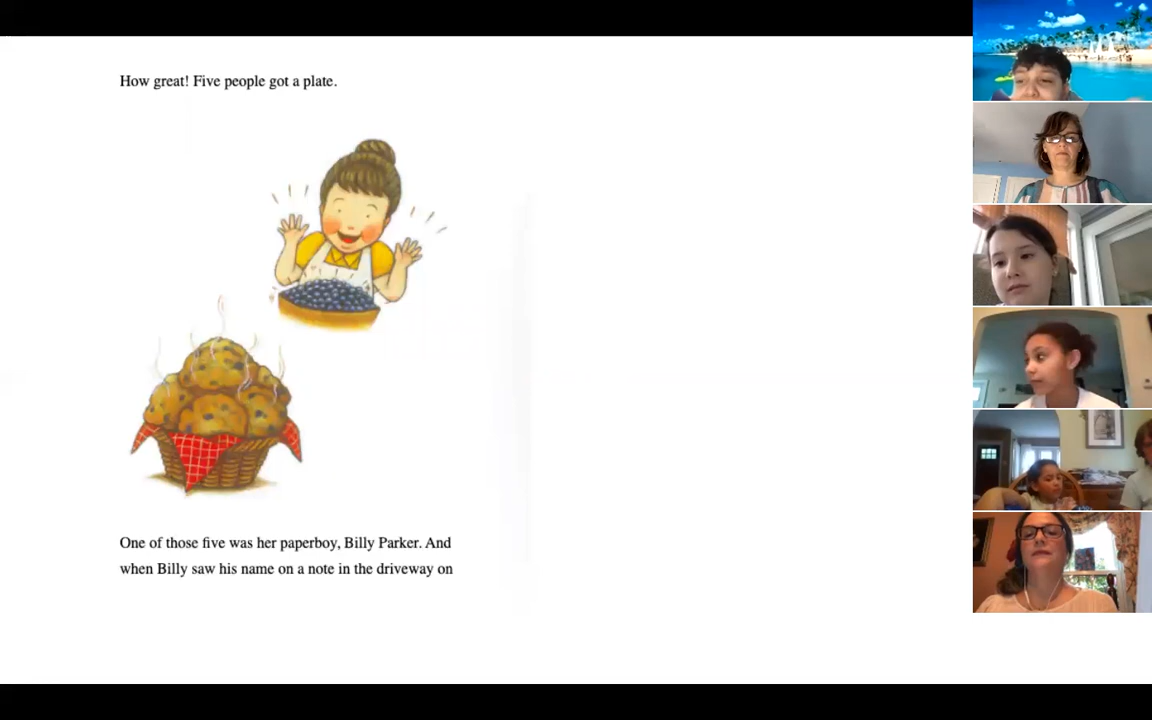 How great! Five people got a plate.
One of those five was her paperboy, Billy Parker. And
when Billy saw his name on a note in the driveway on